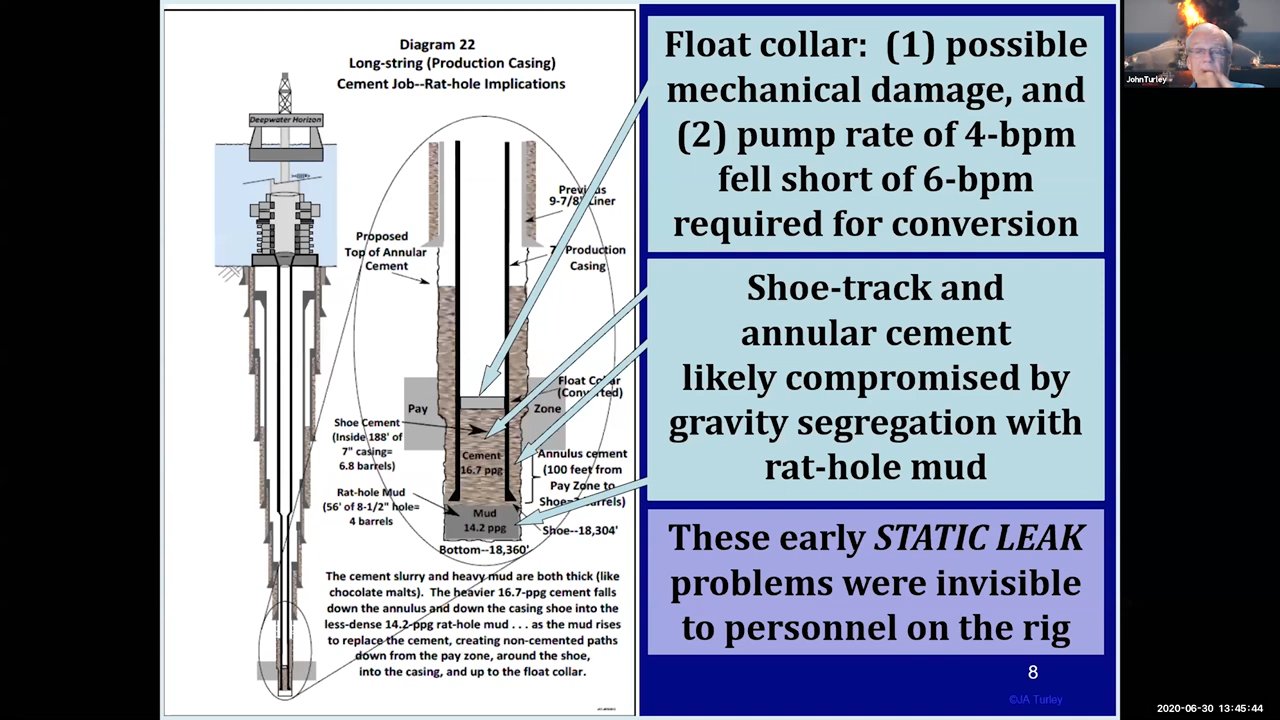 Diagram 22
Long-string (Production Casing)
Cement Job--Rat-hole Implications
Deepwater Horizon
Previous
9-7/8" Liner
Proposed
Top of Annular
Cement
Production
Casing
Float
Pay
Zone
Shoe Cement
(Inside 188' of
7" casing=
6.8 barrels)
Cement
16.7 ppg
Annulus cement
(100 feet from
Pay Zone to
Rat-hole Mud
(56' of 8-1/2" hole=
4 barrels
Mud
14.2 ppg
Shoe--18,304'
Bottom--18,360'
The cement slurry and heavy mud are both thick (like
chocolate malts). The heavier 16.7-ppg cement falls
down the annulus and down the casing shoe into the
less-dense 14.2-ppg rat-hole mud . . . as the mud rises
to replace the cement, creating non-cemented paths
down from the pay zone, around the shoe,
into the casing, and up to the float collar.
Float collar: (1) possible
mechanical damage, and
(2) pump rate of 4-bpm
fell short of 6-bpm
required for conversion
Shoe-track and
annular cement
likely compromised by
gravity segregation with
rat-hole mud
These early STATIC LEAK
problems were invisible
to personnel on the rig
8
©JA Turley
JohnTurley
2020-06-30 13:45:44